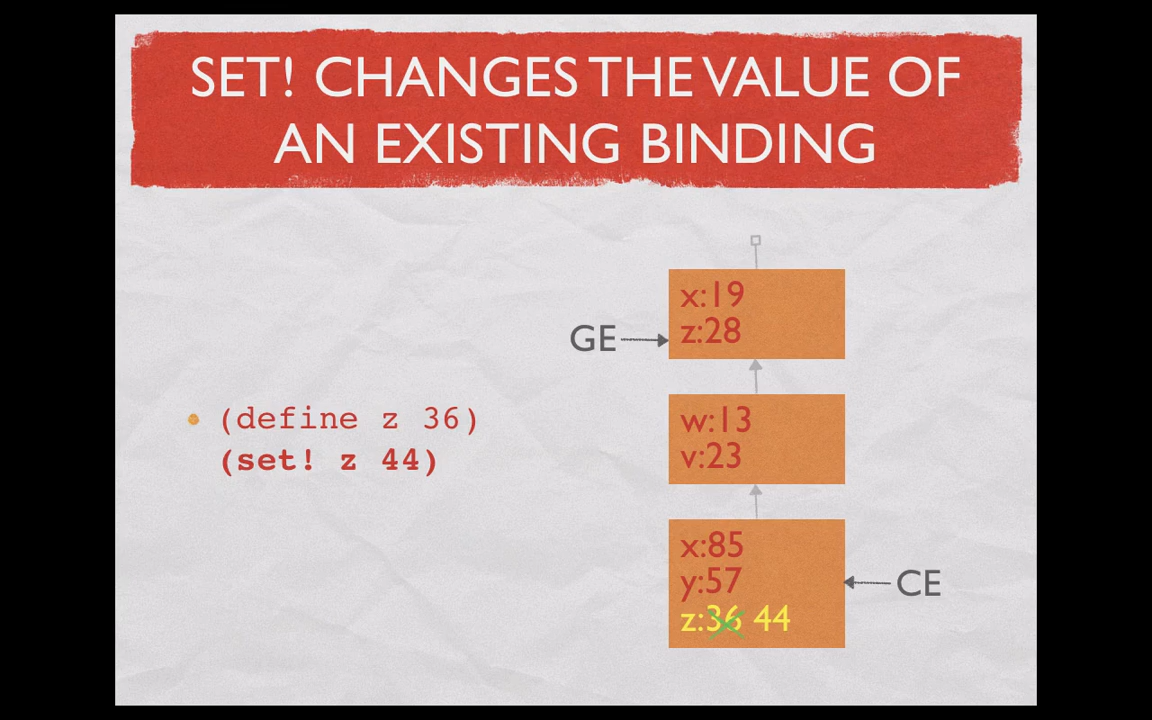 SET! CHANGES THE VALUE OF
AN EXISTING BINDING
(define z 36)
(set! z 44)
x:19
z:28
GE
w:13
v:23
x:85
y:57
z:36 44
CE